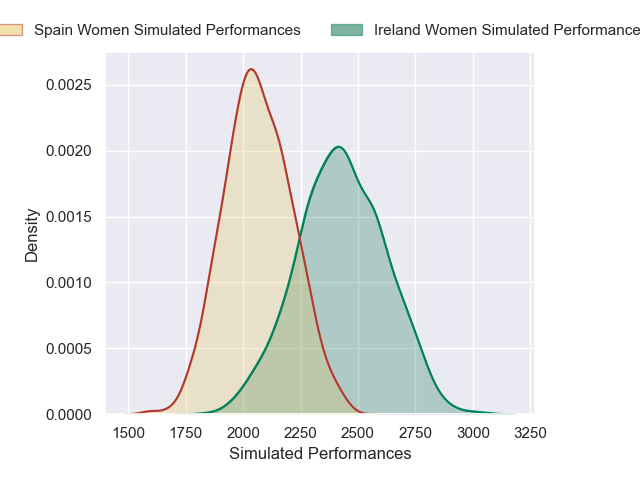 Spain Women Simulated Performances
Ireland Women Simulated Performance
0.0025
0.0020
0.0015
0.0010
0.0005
0.0000
Density
1500 1750 2000 2250 2500 2750 3000 3250
Simulated Performances